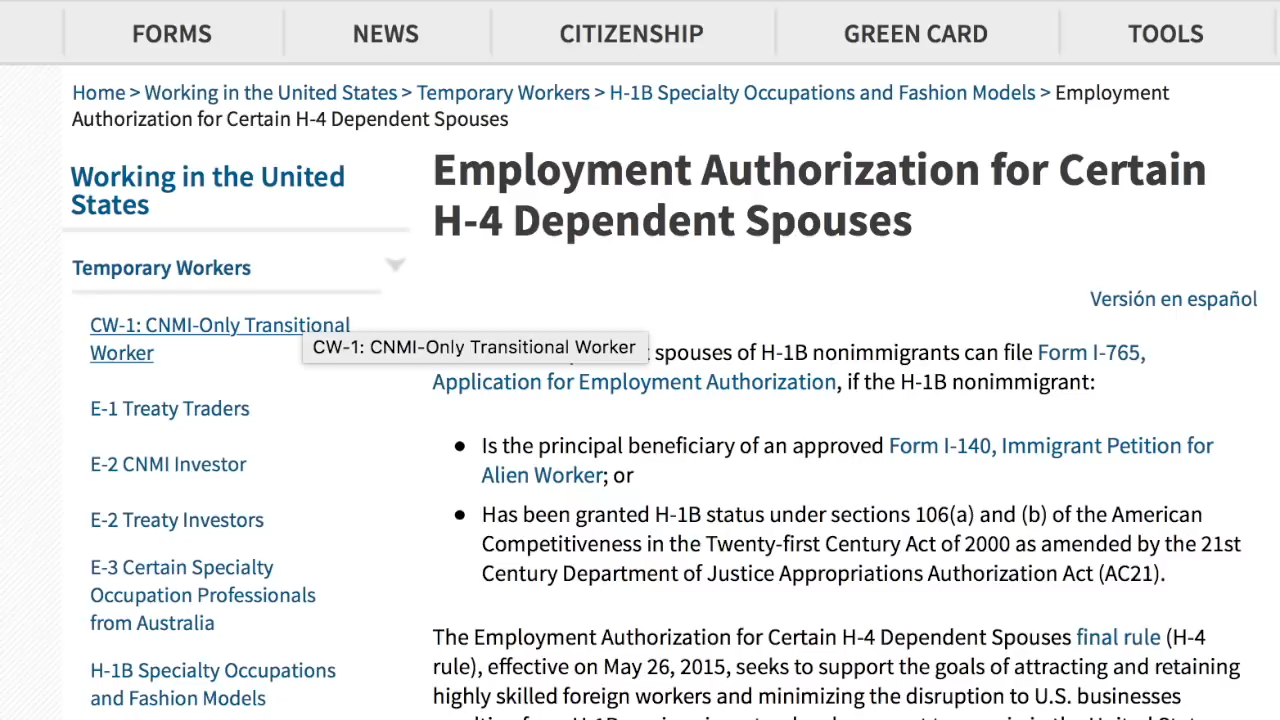 FORMS NEWS CITIZENSHIP GREEN CARD TOOLS
Home > Working in the United States > Temporary Workers > H-1B Specialty Occupations and Fashion Models > Employment
Authorization for Certain H-4 Dependent Spouses
Working in the United
States
Temporary Workers
CW-1: CNMI-Only Transitional
Worker
CW-1: CNMI-Only Transitional Worker
E-1 Treaty Traders
E-2 CNMI Investor
E-2 Treaty Investors
E-3 Certain Specialty
Occupation Professionals
from Australia
H-1B Specialty Occupations
and Fashion Models
Employment Authorization for Certain
H-4 Dependent Spouses
Versión en español
spouses of H-1B nonimmigrants can file Form I-765,
Application for Employment Authorization, if the H-1B nonimmigrant:
• Is the principal beneficiary of an approved Form I-140, Immigrant Petition for
Alien Worker; or
• Has been granted H-1B status under sections 106(a) and (b) of the American
Competitiveness in the Twenty-first Century Act of 2000 as amended by the 21st
Century Department of Justice Appropriations Authorization Act (AC21).
The Employment Authorization for Certain H-4 Dependent Spouses final rule (H-4
rule), effective on May 26, 2015, seeks to support the goals of attracting and retaining
highly skilled foreign workers and minimizing the disruption to U.S. businesses